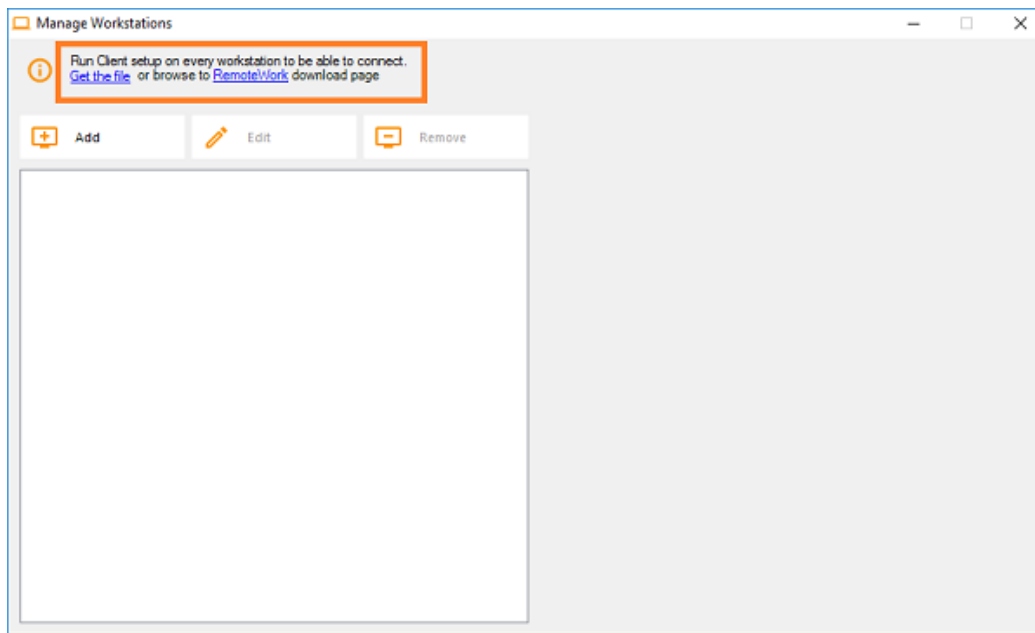 Manage Workstations
Run Client setup on every workstation to be able to connect.
Get the file or browse to RemoteWork download page
Add Edit Remove